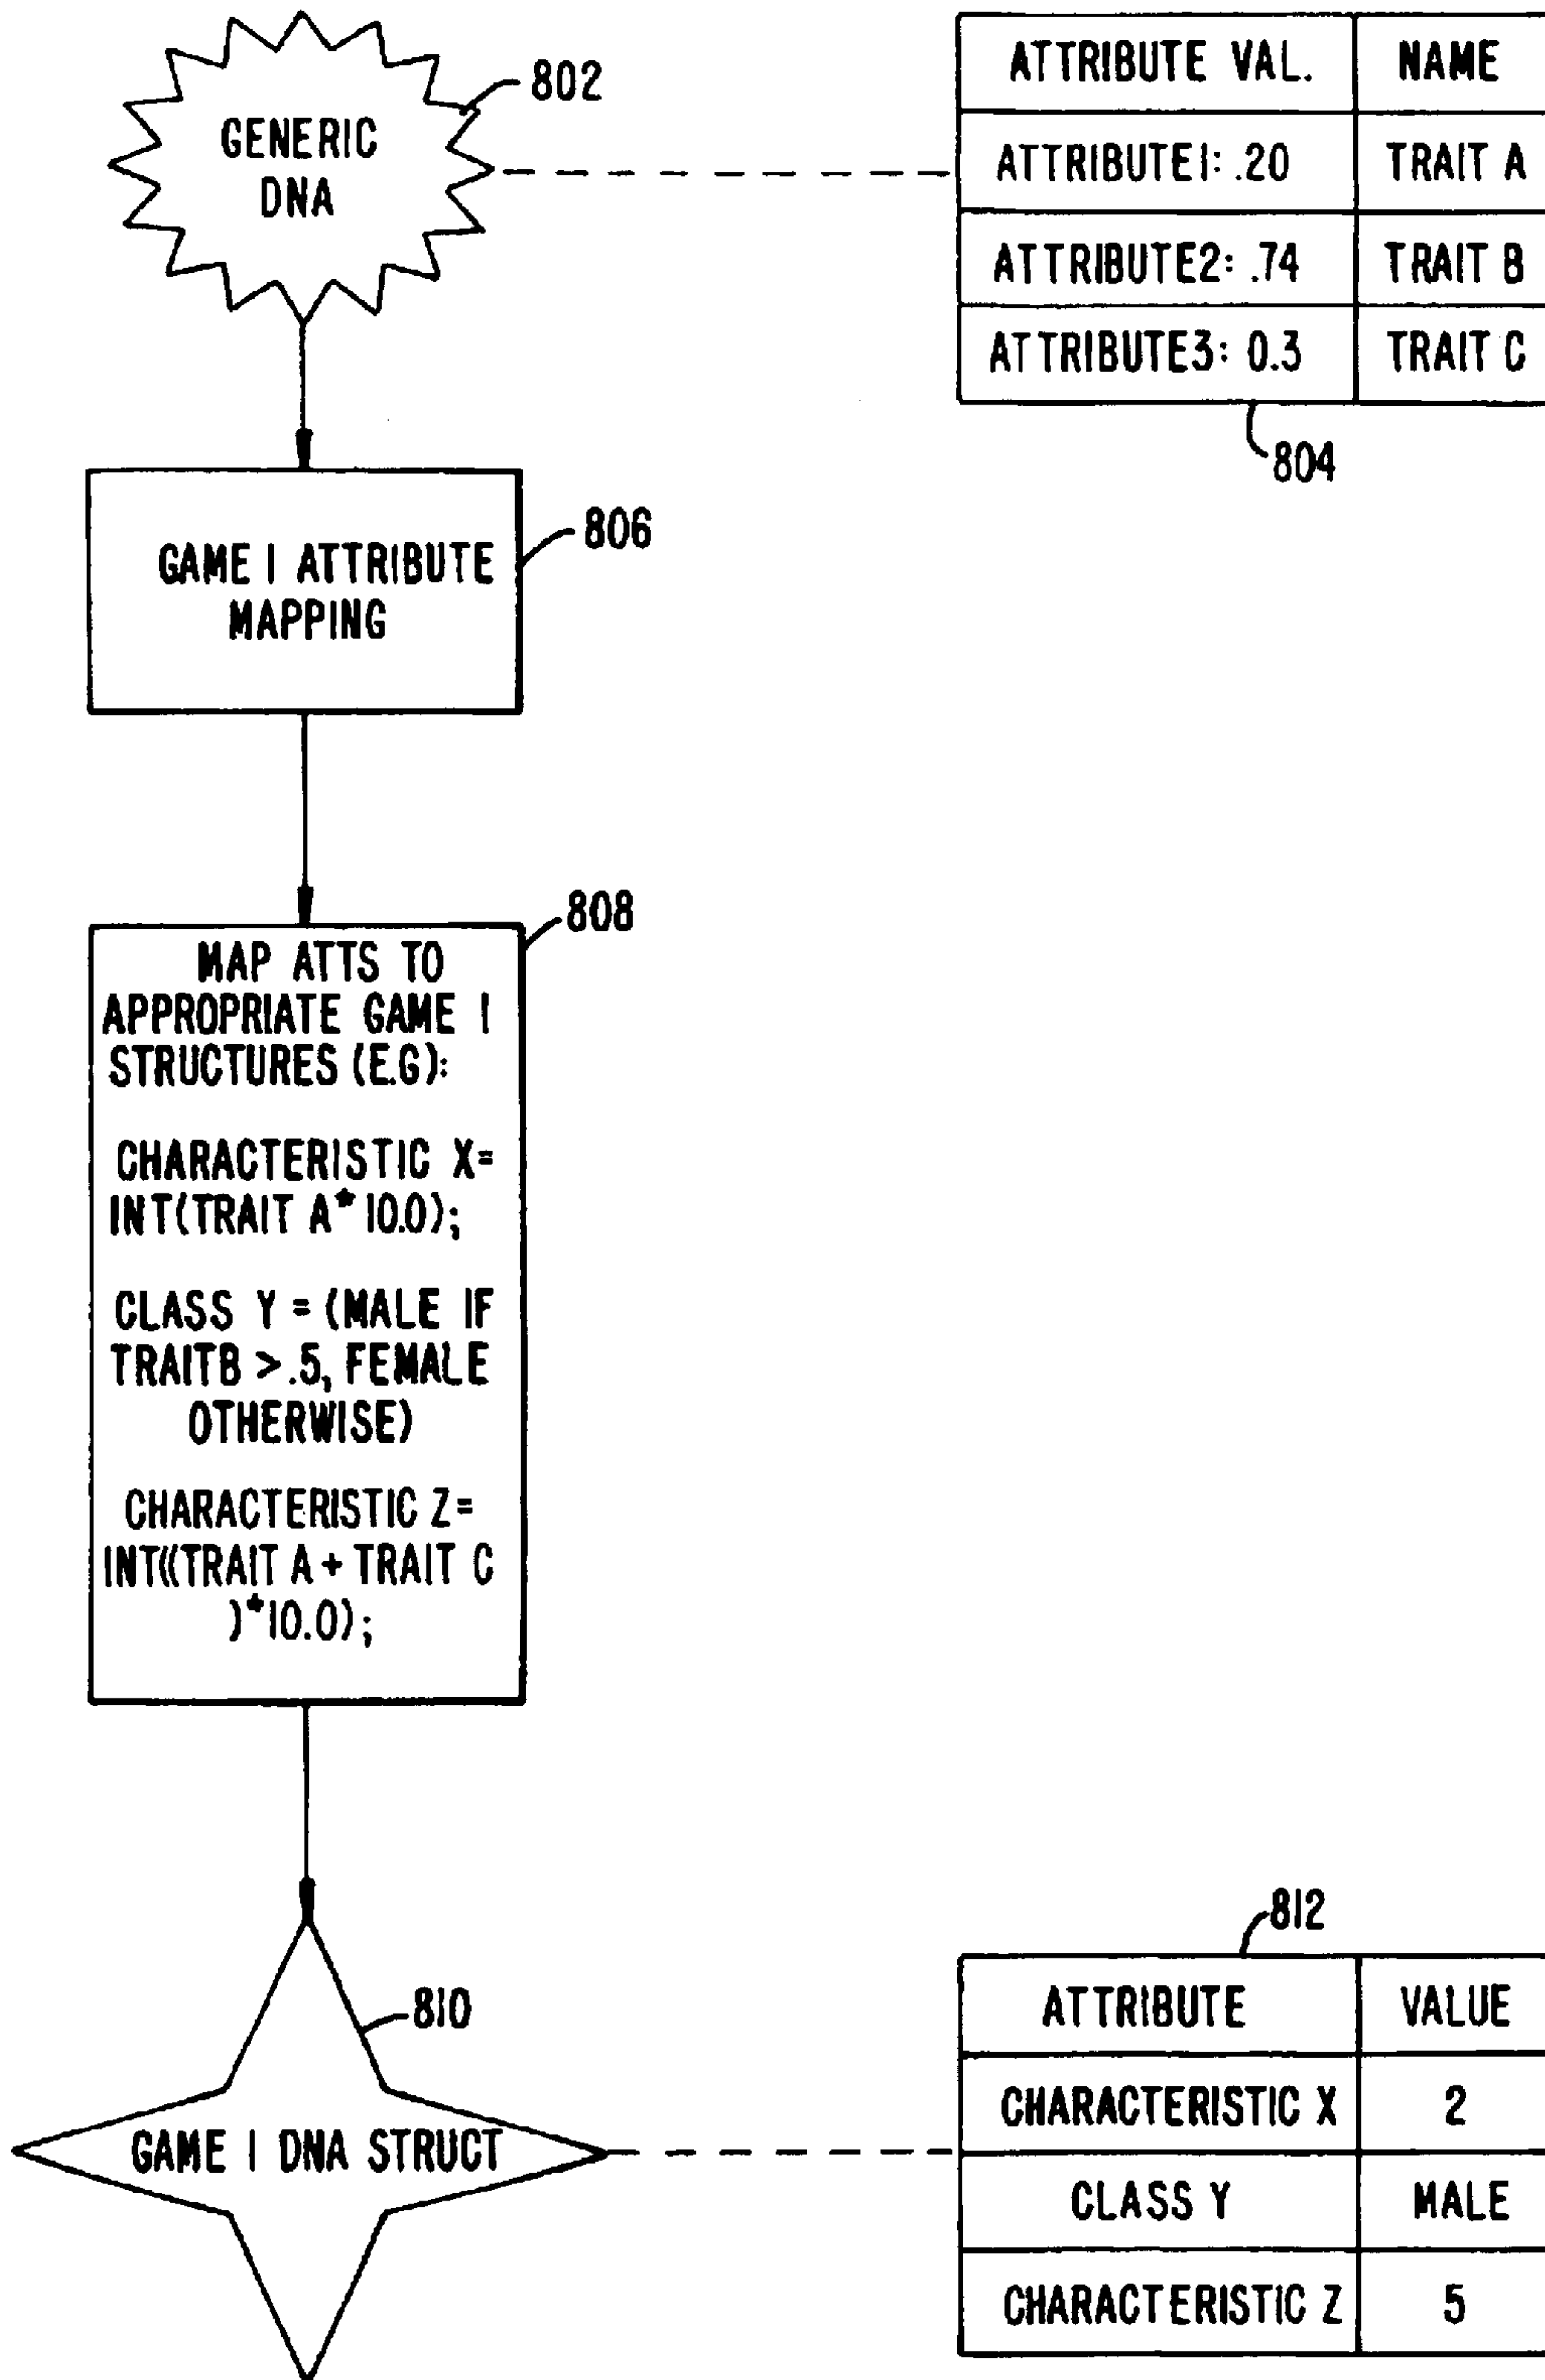 GENERIC
DNA
802
ATTRIBUTE VAL. NAME
ATTRIBUTE1: .20 TRAIT A
ATTRIBUTE2: .74 TRAIT B
ATTRIBUTE3: 0.3 TRAIT C
804
GAME 1 ATTRIBUTE
MAPPING
806
808
MAP ATTS TO
APPROPRIATE GAME 1
STRUCTURES (E.G):
CHARACTERISTIC X=
INT(TRAIT A* 10.0);
CLASS Y = (MALE IF
TRAITB >.5, FEMALE
OTHERWISE)
CHARACTERISTIC Z=
INT((TRAIT A + TRAIT C
)*10.0);
810
GAME 1 DNA STRUCT
812
ATTRIBUTE VALUE
CHARACTERISTIC X 2
CLASS Y MALE
CHARACTERISTIC Z 5